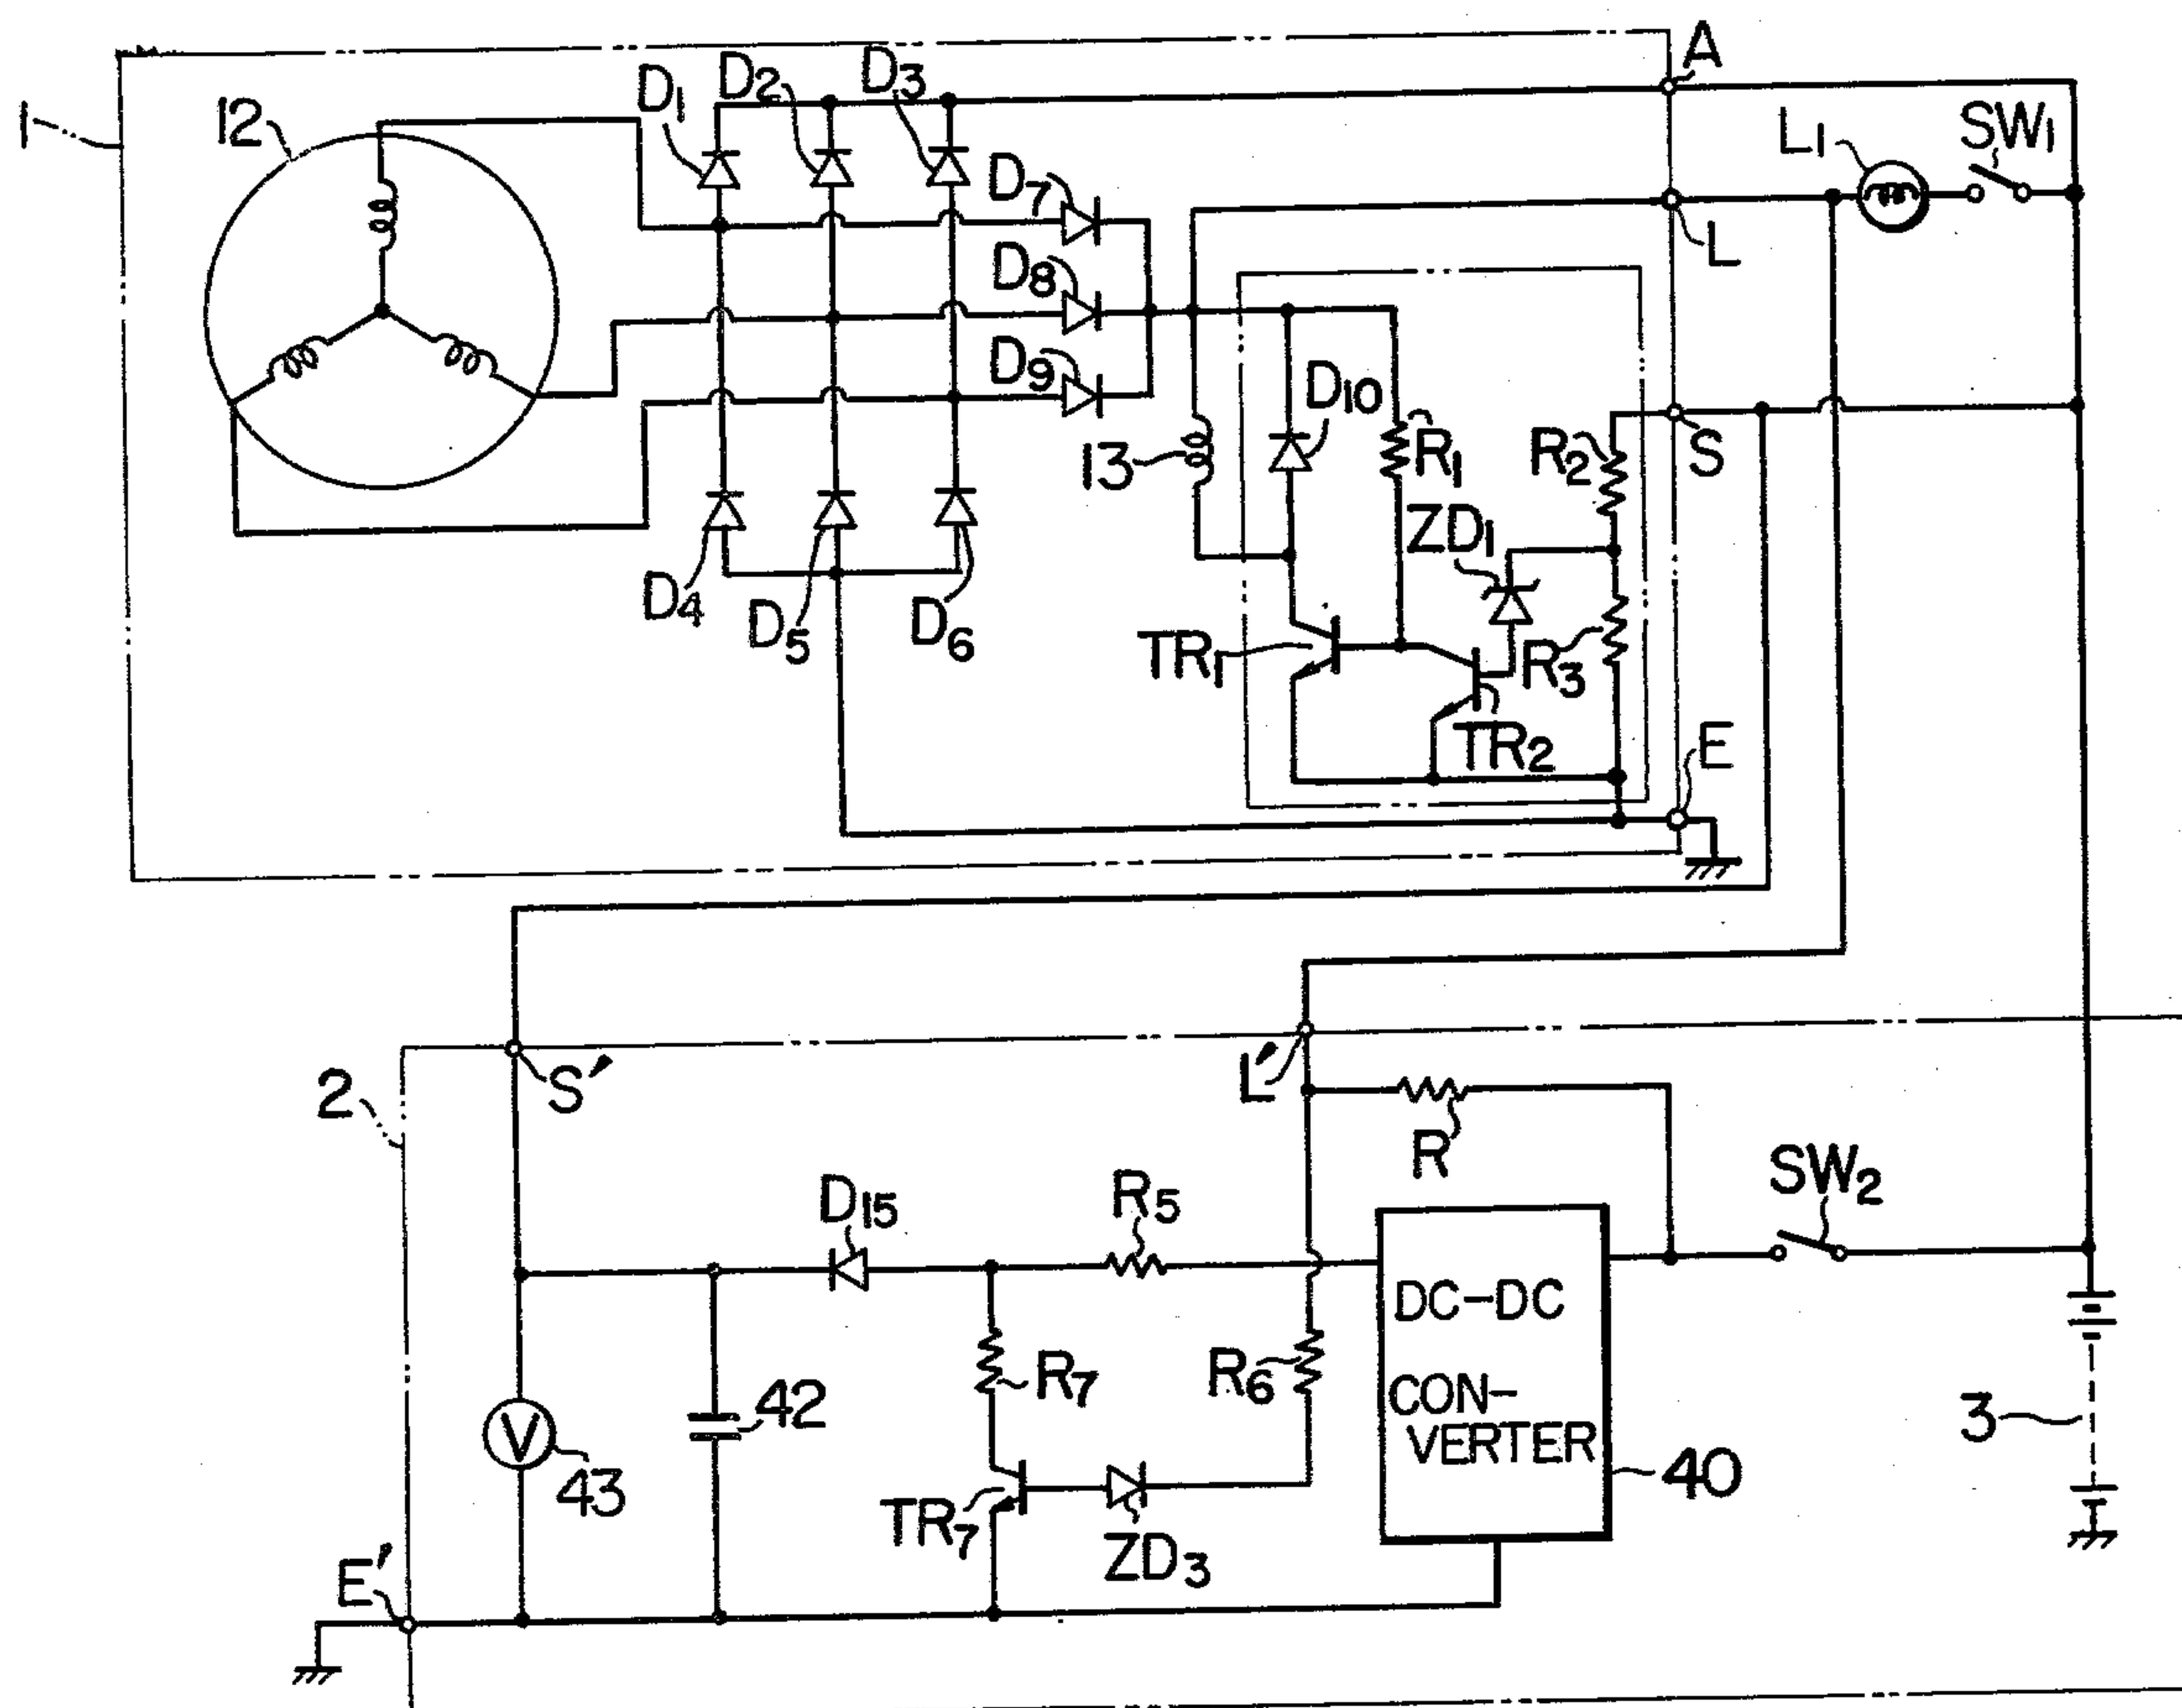 1
12
D1
D2
D3
A
L1
SW1
D7
L
D8
D9
D10
13
R1
R2
S
ZD1
D4
D5
D6
TR1
R3
TR2
E
S'
L'
2
R
D15
R5
SW2
DC-DC
CON-
VERTER
R7
R6
42
V
43
3
40
TR7
ZD3
E'